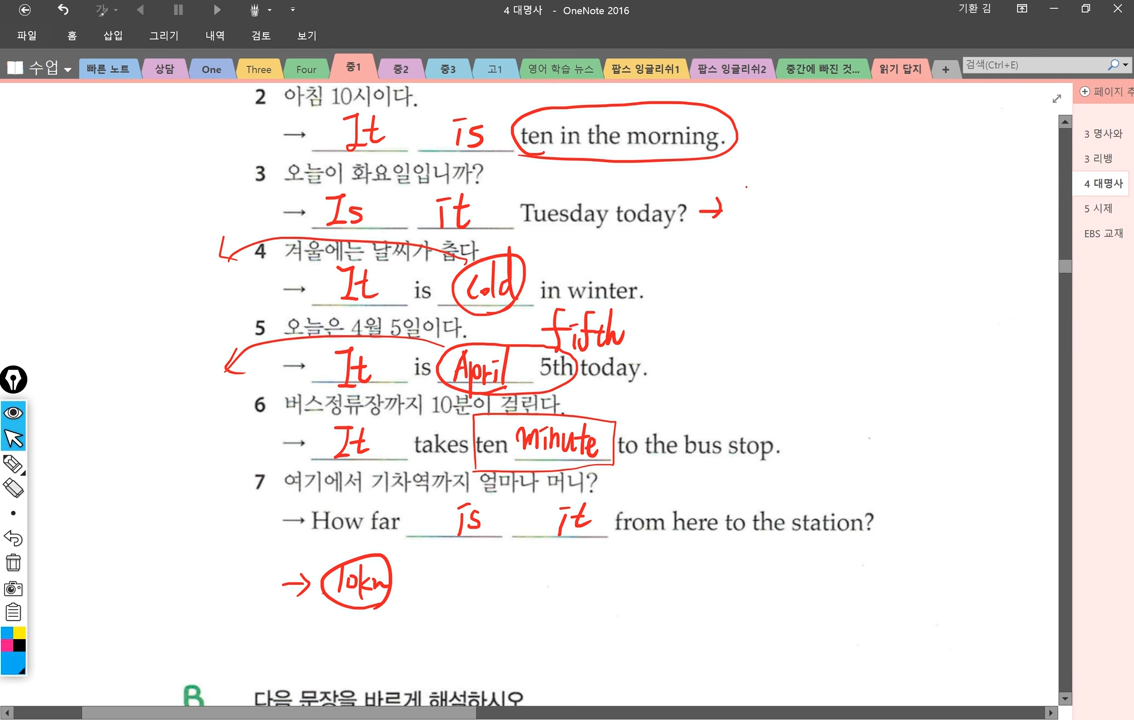 4 대명사 - OneNote 2016
기환 김
파일 홈 삽입 그리기 내역 검토 보기
수업 빠른 노트 상담 One Three Four 중1 중2 중3 고1 영어 학습 뉴스 팝스 잉글리쉬1 팝스 잉글리쉬2 중간에 빠진 것... 읽기 답지 + 검색(Ctrl+E)
페이지 추
3 명사와
3 리뱅
4 대명사
5 시제
EBS 교재
2 아침 10시이다.
→ It is ten in the morning.
3 오늘이 화요일입니까?
→ Is it Tuesday today? →
4 겨울에는 날씨가 춥다
→ It is cold in winter.
5 오늘은 4월 5일이다.
fifth
→ It is April 5th today.
6 버스정류장까지 10분이 걸린다.
→ It takes ten minute to the bus stop.
7 여기에서 기차역까지 얼마나 머니?
→ How far is it from here to the station?
→ 10km
B 다음 문장을 바르게 해석하시오